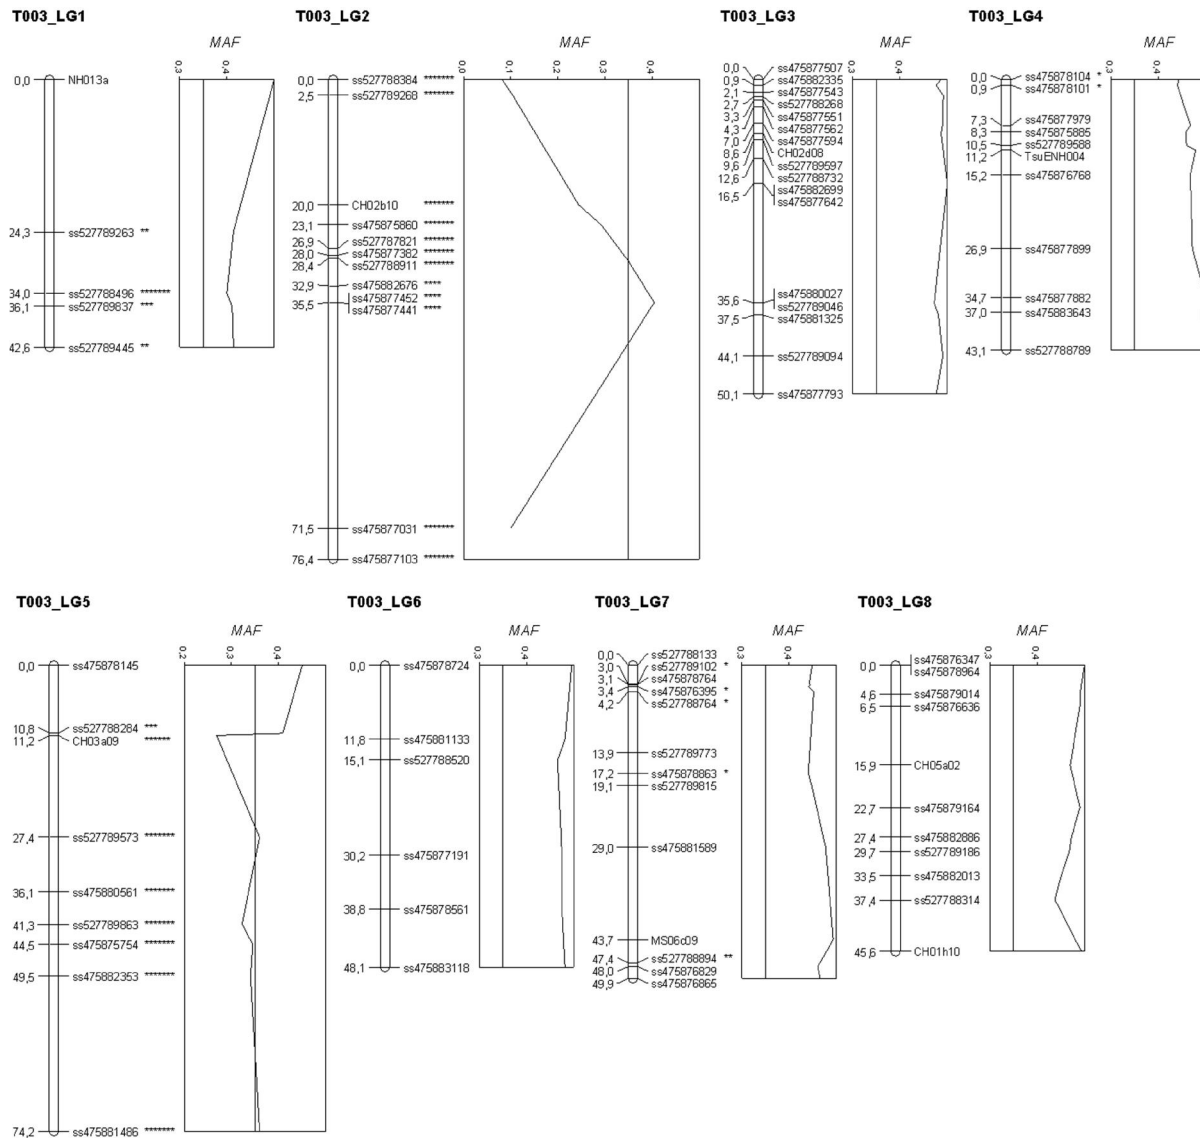 T003_LG1
MAF
0,3 0,4
0,0 NH013a
24,3 ss527789263 **
34,0 ss527788496 *******
36,1 ss527789837 ***
42,6 ss527789445 **
T003_LG2
MAF
0,0 0,1 0,2 0,3 0,4
0,0 ss527788384 *******
2,5 ss527789268 *******
20,0 CH02b10 *******
23,1 ss475875860 *******
26,9 ss527787821 *******
28,0 ss475877382 *******
28,4 ss527788911 *******
32,9 ss475882676 ****
35,5 ss475877452 ****
ss475877441 ****
71,5 ss475877031 *******
76,4 ss475877103 *******
T003_LG3
MAF
0,3 0,4
0,0 ss475877507
0,9 ss475882335
2,1 ss475877543
2,7 ss527788268
3,3 ss475877551
4,3 ss475877562
7,0 ss475877594
8,6 CH02d08
9,6 ss527789597
12,6 ss527788732
16,5 ss475882699
ss475877642
35,6 ss475880027
ss527789046
37,5 ss475881325
44,1 ss527789094
50,1 ss475877793
T003_LG4
MAF
0,3 0,4
0,0 ss475878104 *
0,9 ss475878101 *
7,3 ss475877979
8,3 ss475875885
10,5 ss527789588
11,2 TsuENH004
15,2 ss475876768
26,9 ss475877899
34,7 ss475877882
37,0 ss475883643
43,1 ss527788789
T003_LG5
MAF
0,2 0,3 0,4
0,0 ss475878145
10,8 ss527788284 ***
11,2 CH03a09 ******
27,4 ss527789573 *******
36,1 ss475880561 *******
41,3 ss527789863 *******
44,5 ss475875754 *******
49,5 ss475882353 *******
74,2 ss475881486 *******
T003_LG6
MAF
0,3 0,4
0,0 ss475878724
11,8 ss475881133
15,1 ss527788520
30,2 ss475877191
38,8 ss475878561
48,1 ss475883118
T003_LG7
MAF
0,3 0,4
0,0 ss527788133
3,0 ss527789102 *
3,1 ss475878764
3,4 ss475876395 *
4,2 ss527788764 *
13,9 ss527789773
17,2 ss475878863 *
19,1 ss527789815
29,0 ss475881589
43,7 MS06c09
47,4 ss527788894 **
48,0 ss475876829
49,9 ss475876865
T003_LG8
MAF
0,3 0,4
0,0 ss475876347
ss475878964
4,6 ss475879014
6,5 ss475876636
15,9 CH05a02
22,7 ss475879164
27,4 ss475882886
29,7 ss527789186
33,5 ss475882013
37,4 ss527788314
45,6 CH01h10